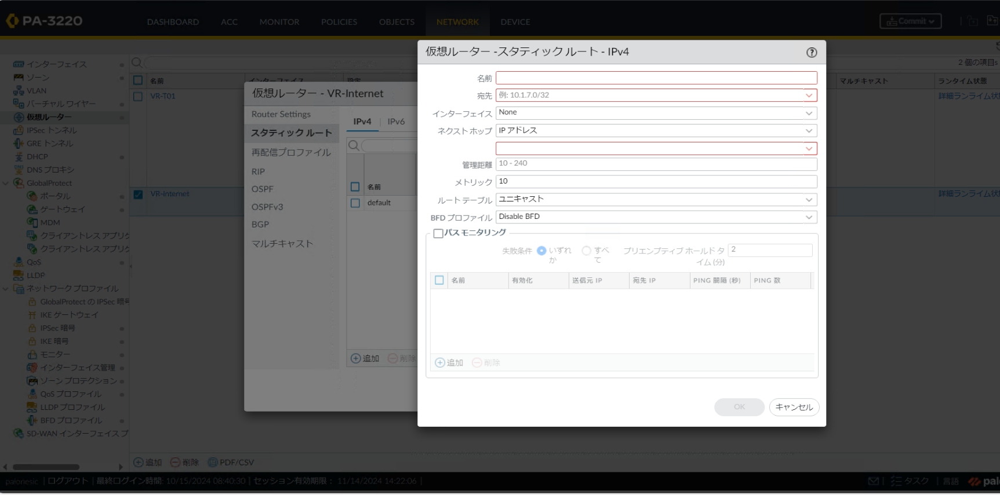 PA-3220
DASHBOARD ACC MONITOR POLICIES OBJECTS NETWORK DEVICE
Commit
インターフェイス
ゾーン
VLAN
バーチャル ワイヤー
仮想ルーター
IPSec トンネル
GRE トンネル
DHCP
DNS プロキシ
GlobalProtect
ポータル
ゲートウェイ
MDM
クライアントレス アプリケ
クライアントレス アプリケ
QoS
LLDP
ネットワーク プロファイル
GlobalProtect の IPSec 暗号
IKE ゲートウェイ
IPSec 暗号
IKE 暗号
モニター
インターフェイス管理
ゾーン プロテクション
QoS プロファイル
LLDP プロファイル
BFD プロファイル
SD-WAN インターフェイス プ
2 個の項目s
名前 インターフェイス 設定 マルチキャスト ランタイム状態
VR-T01 詳細ランタイム状
VR-Internet 詳細ランタイム状
追加 削除 PDF/CSV
仮想ルーター - VR-Internet
Router Settings
スタティック ルート
再配信プロファイル
RIP
OSPF
OSPFv3
BGP
マルチキャスト
IPv4 IPv6
名前
default
追加 削除
仮想ルーター -スタティック ルート - IPv4
名前
宛先 例: 10.1.7.0/32
インターフェイス None
ネクスト ホップ IP アドレス
管理距離 10 - 240
メトリック 10
ルート テーブル ユニキャスト
BFD プロファイル Disable BFD
パス モニタリング
失敗条件 いずれか すべて プリエンプティブ ホールド タイム (分) 2
名前 有効化 送信元 IP 宛先 IP PING 間隔 (秒) PING 数
追加 削除
OK キャンセル
paionesic | ログアウト | 最終ログイン時間: 10/15/2024 08:40:30 | セッション有効期限： 11/14/2024 14:22:06 |
タスク | 言語 palo